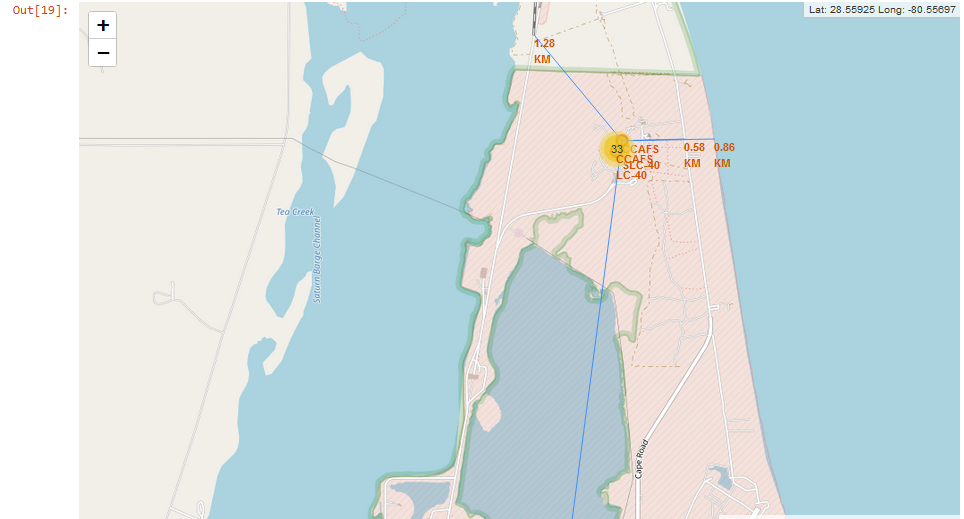 Out[19]:
+
−
Lat: 28.55925 Long: -80.55697
1.28
KM
33
CCAFS
CCAFS
SLC-40
LC-40
0.58
KM
0.86
KM
Tea Creek
Saturn Barge Channel
Cape Road